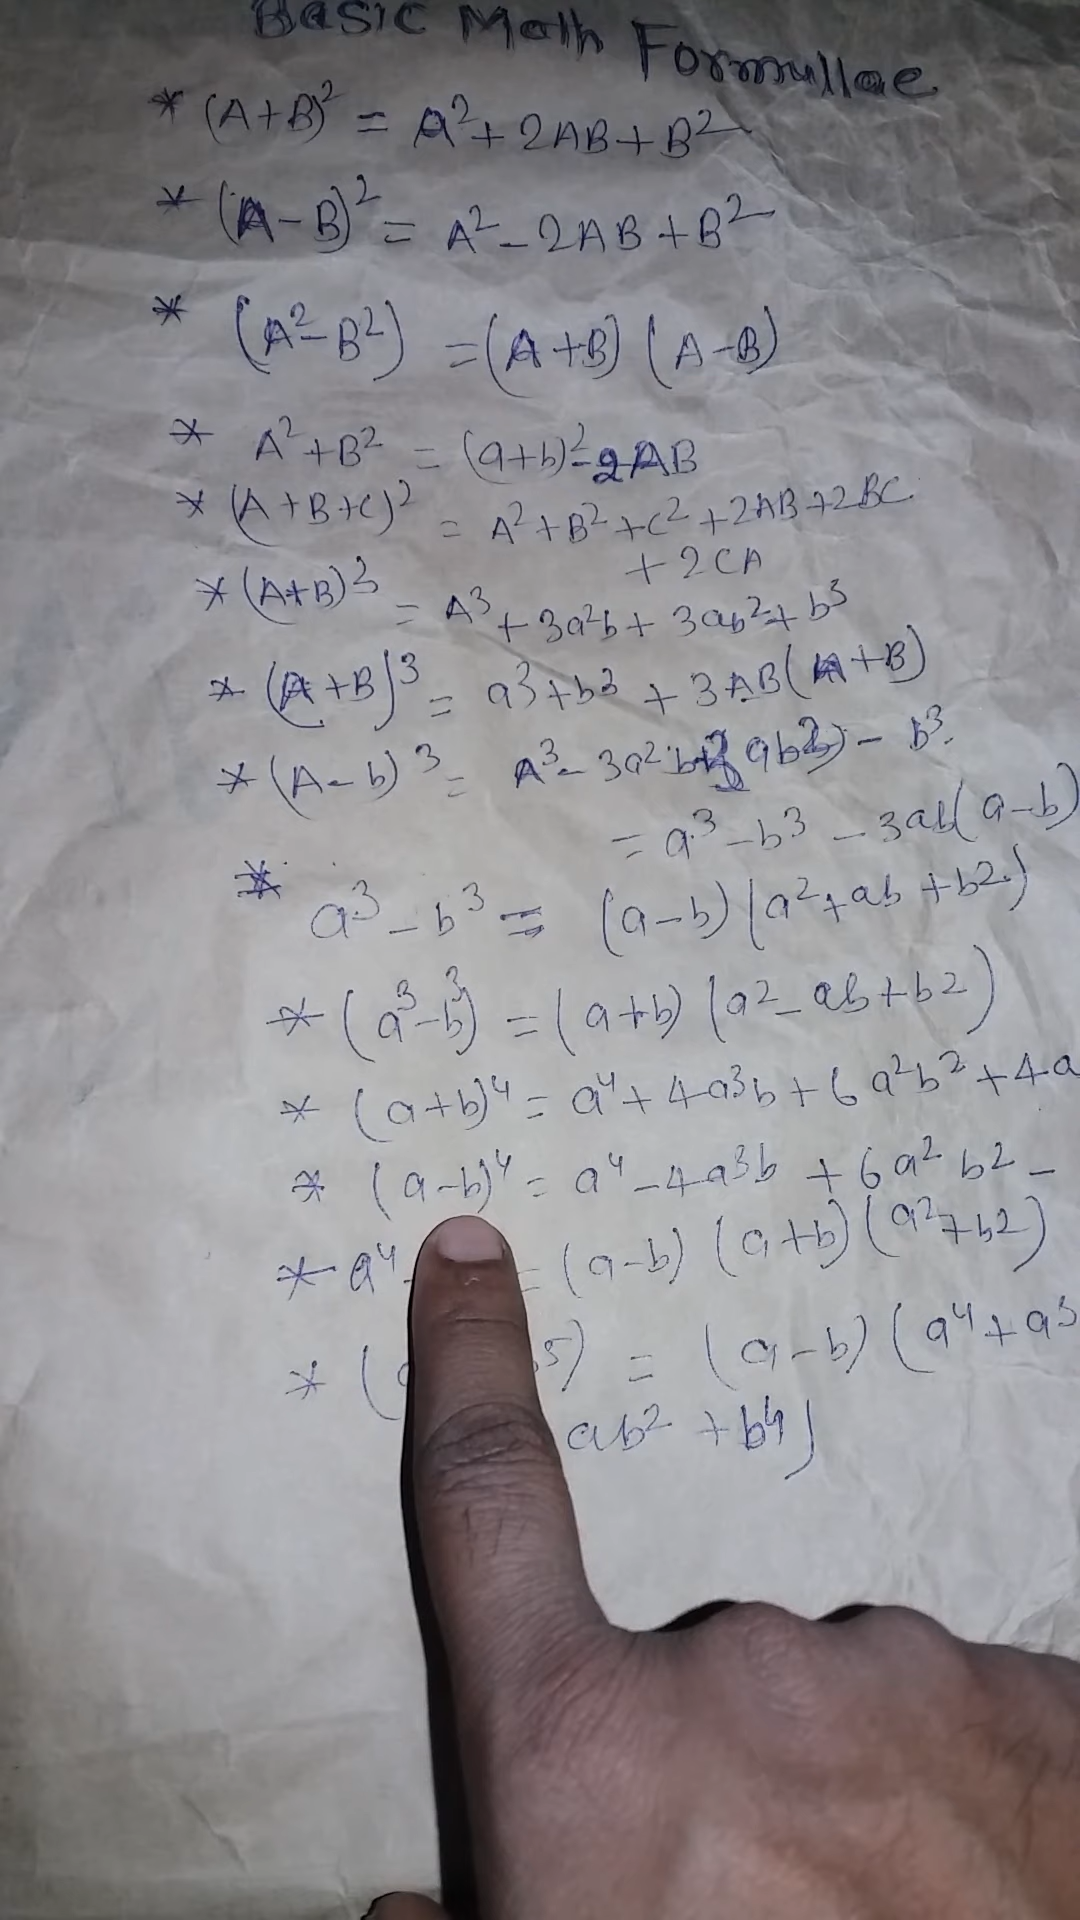 Basic Math Formullae
* (A+B)² = A²+2AB+B²
* (A-B)² = A²-2AB+B²
* (A²-B²) = (A+B) (A-B)
* A²+B² = (a+b)²-2AB
* (A+B+C)² = A²+B²+C²+2AB+2BC
+2CA
* (A+B)³ = A³+3a²b+3ab²+b³
* (A+B)³ = a³+b³+3AB(A+B)
* (A-b)³ = A³-3a²b+3ab²)-b³.
= a³-b³-3ab(a-b)
* a³-b³ = (a-b) (a²+ab+b²)
* (a³-b³) = (a+b) (a²-ab+b2)
* (a+b)⁴ = a⁴+4a³b+6a²b²+4a
* (a-b)⁴ = a⁴-4a³b+6a²b²-
* a⁴- = (a-b) (a+b) (a²+b2)
* ( 5) = (a-b) (a⁴+a³
ab²+b⁴)